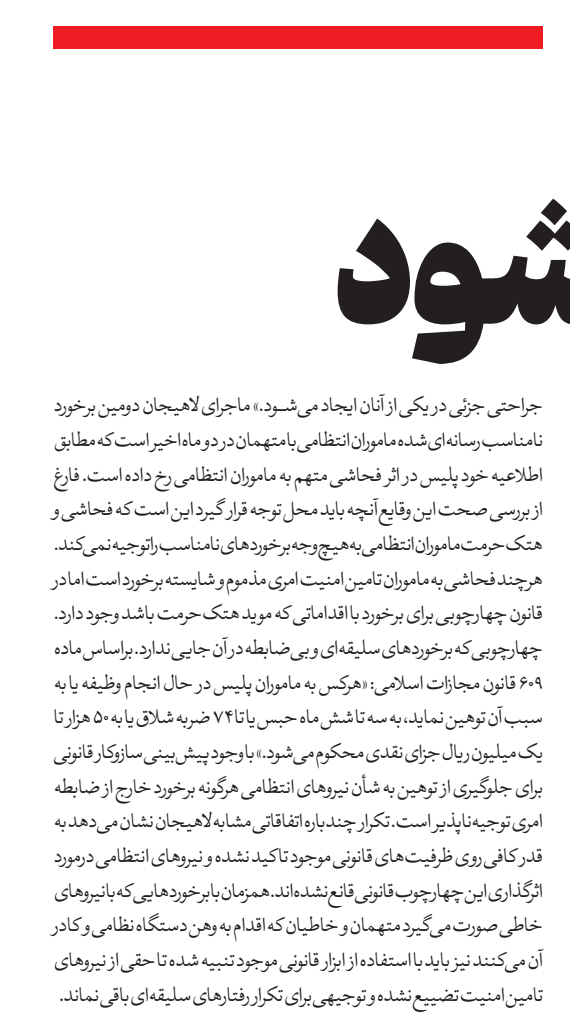 شود
جراحتی جزئی در یکی از آنان ایجاد می‌شـود.» ماجرای لاهیجان دومین برخورد
نامناسب رسانه‌ای شده ماموران انتظامی با متهمان در دو ماه اخیر است که مطابق
اطلاعیه خود پلیس در اثر فحاشی متهم به ماموران انتظامی رخ داده است. فارغ
از بررسی صحت این وقایع آنچه باید محل توجه قرار گیرد این است که فحاشی و
هتک حرمت ماموران انتظامی به هیچ وجه برخوردهای نامناسب را توجیه نمی‌کند.
هرچند فحاشی به ماموران تامین امنیت امری مذموم و شایسته برخورد است اما در
قانون چهارچوبی برای برخورد با اقداماتی که موید هتک حرمت باشد وجود دارد.
چهارچوبی که برخوردهای سلیقه‌ای و بی‌ضابطه در آن جایی ندارد. براساس ماده
۶۰۹ قانون مجازات اسلامی: «هرکس به ماموران پلیس در حال انجام وظیفه یا به
سبب آن توهین نماید، به سه تا شش ماه حبس یا تا ۷۴ ضربه شلاق یا به ۵۰ هزار تا
یک میلیون ریال جزای نقدی محکوم می‌شود.» با وجود پیش‌بینی سازوکار قانونی
برای جلوگیری از توهین به شأن نیروهای انتظامی هرگونه برخورد خارج از ضابطه
امری توجیه‌ناپذیر است. تکرار چندباره اتفاقاتی مشابه لاهیجان نشان می‌دهد به
قدر کافی روی ظرفیت‌های قانونی موجود تاکید نشده و نیروهای انتظامی درمورد
اثرگذاری این چهارچوب قانونی قانع نشده‌اند. همزمان با برخوردهایی که با نیروهای
خاطی صورت می‌گیرد متهمان و خاطیان که اقدام به وهن دستگاه نظامی و کادر
آن می‌کنند نیز باید با استفاده از ابزار قانونی موجود تنبیه شده تا حقی از نیروهای
تامین امنیت تضییع نشده و توجیهی برای تکرار رفتارهای سلیقه‌ای باقی نماند.